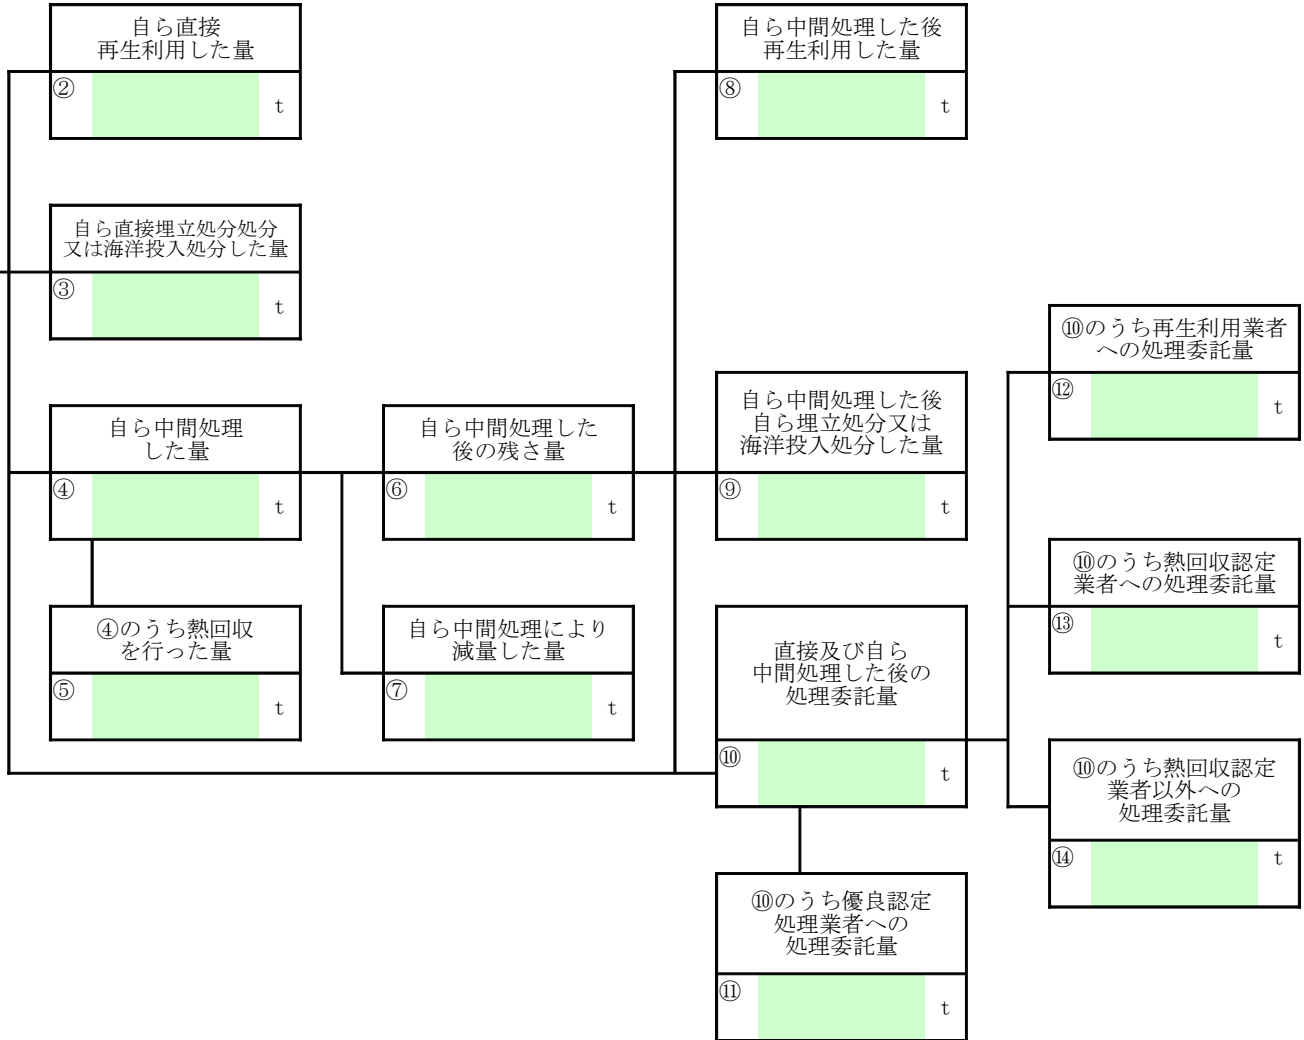 自ら直接
再生利用した量
②
t
自ら中間処理した後
再生利用した量
⑧
t
自ら直接埋立処分処分
又は海洋投入処分した量
③
t
⑩のうち再生利用業者
への処理委託量
⑫
t
自ら中間処理
した量
④
t
自ら中間処理した
後の残さ量
⑥
t
自ら中間処理した後
自ら埋立処分又は
海洋投入処分した量
⑨
t
⑩のうち熱回収認定
業者への処理委託量
⑬
t
④のうち熱回収
を行った量
⑤
t
自ら中間処理により
減量した量
⑦
t
直接及び自ら
中間処理した後の
処理委託量
⑩
t
⑩のうち熱回収認定
業者以外への
処理委託量
⑭
t
⑩のうち優良認定
処理業者への
処理委託量
⑪
t